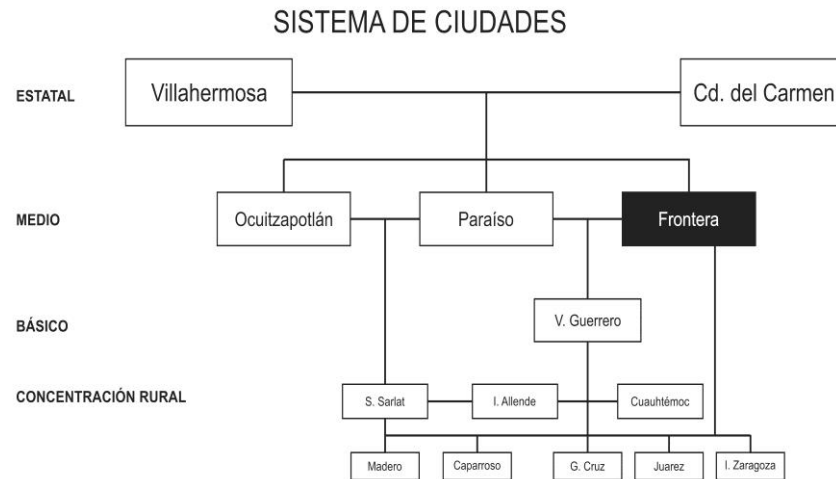 SISTEMA DE CIUDADES
ESTATAL
Villahermosa
Cd. del Carmen
MEDIO
Ocuitzapotlán
Paraíso
Frontera
BÁSICO
V. Guerrero
CONCENTRACIÓN RURAL
S. Sarlat
I. Allende
Cuauhtémoc
Madero
Caparroso
G. Cruz
Juarez
I. Zaragoza